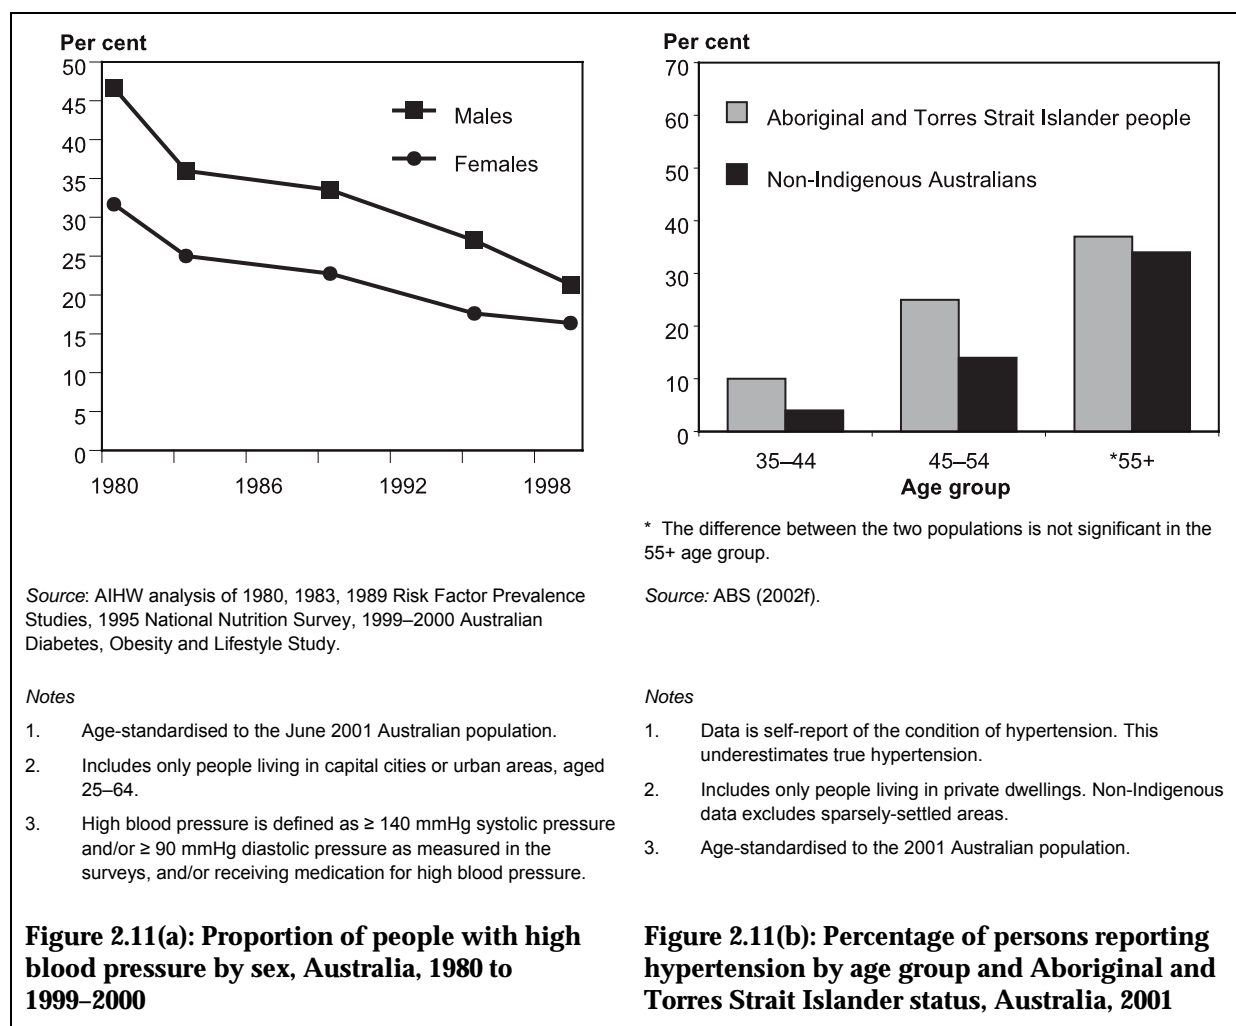 Per cent
50
45
40
35
30
25
20
15
10
5
0
Males
Females
1980
1986
1992
1998
Source: AIHW analysis of 1980, 1983, 1989 Risk Factor Prevalence
Studies, 1995 National Nutrition Survey, 1999–2000 Australian
Diabetes, Obesity and Lifestyle Study.
Notes
1. Age-standardised to the June 2001 Australian population.
2. Includes only people living in capital cities or urban areas, aged
25–64.
3. High blood pressure is defined as ≥ 140 mmHg systolic pressure
and/or ≥ 90 mmHg diastolic pressure as measured in the
surveys, and/or receiving medication for high blood pressure.
Figure 2.11(a): Proportion of people with high
blood pressure by sex, Australia, 1980 to
1999–2000
Per cent
70
60
50
40
30
20
10
0
Aboriginal and Torres Strait Islander people
Non-Indigenous Australians
35–44
45–54
*55+
Age group
* The difference between the two populations is not significant in the
55+ age group.
Source: ABS (2002f).
Notes
1. Data is self-report of the condition of hypertension. This
underestimates true hypertension.
2. Includes only people living in private dwellings. Non-Indigenous
data excludes sparsely-settled areas.
3. Age-standardised to the 2001 Australian population.
Figure 2.11(b): Percentage of persons reporting
hypertension by age group and Aboriginal and
Torres Strait Islander status, Australia, 2001